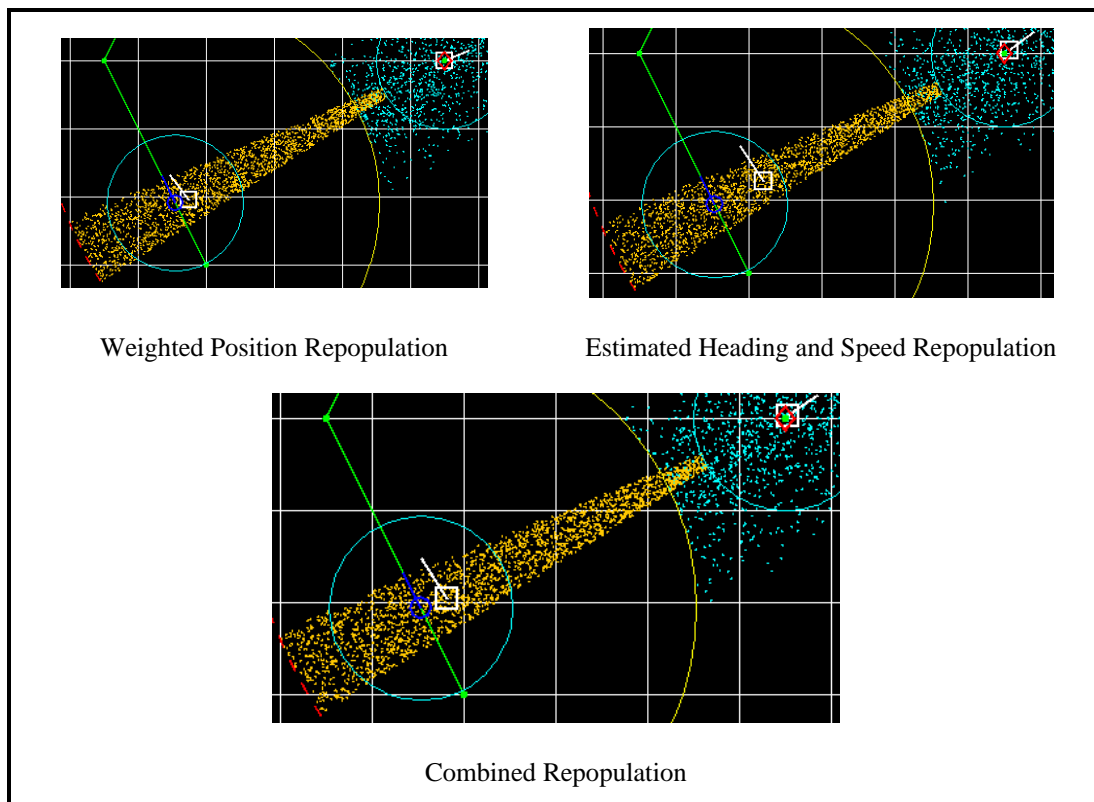 Weighted Position Repopulation
Estimated Heading and Speed Repopulation
Combined Repopulation